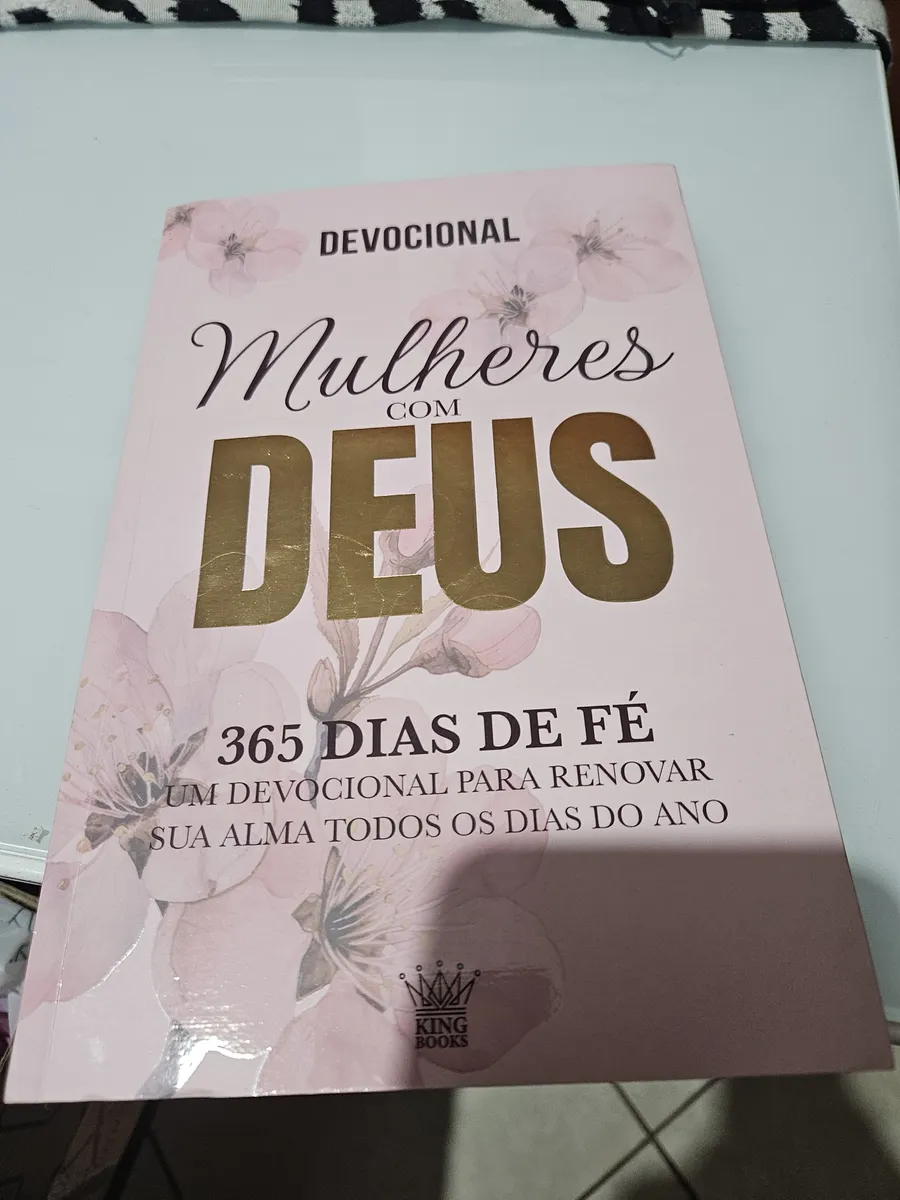 DEVOCIONAL
Mulheres
COM
DEUS
365 DIAS DE FÉ
UM DEVOCIONAL PARA RENOVAR
SUA ALMA TODOS OS DIAS DO ANO
KING
BOOKS